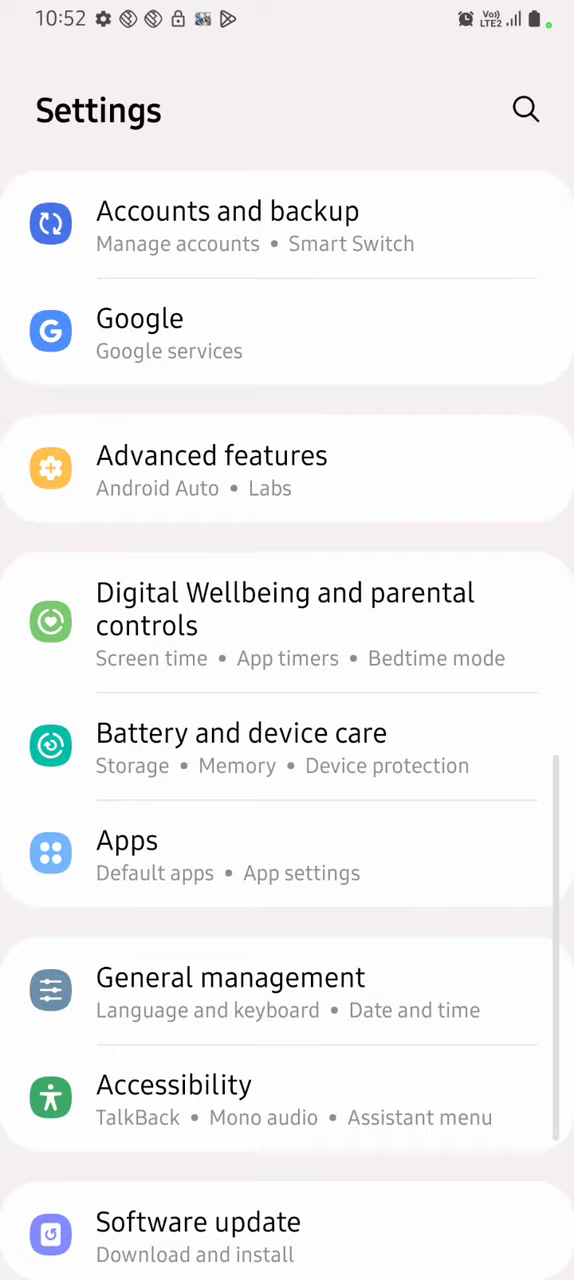 10:52
Vo))
LTE2
Settings
Accounts and backup
Manage accounts • Smart Switch
Google
Google services
Advanced features
Android Auto • Labs
Digital Wellbeing and parental
controls
Screen time • App timers • Bedtime mode
Battery and device care
Storage • Memory • Device protection
Apps
Default apps • App settings
General management
Language and keyboard • Date and time
Accessibility
TalkBack • Mono audio • Assistant menu
Software update
Download and install